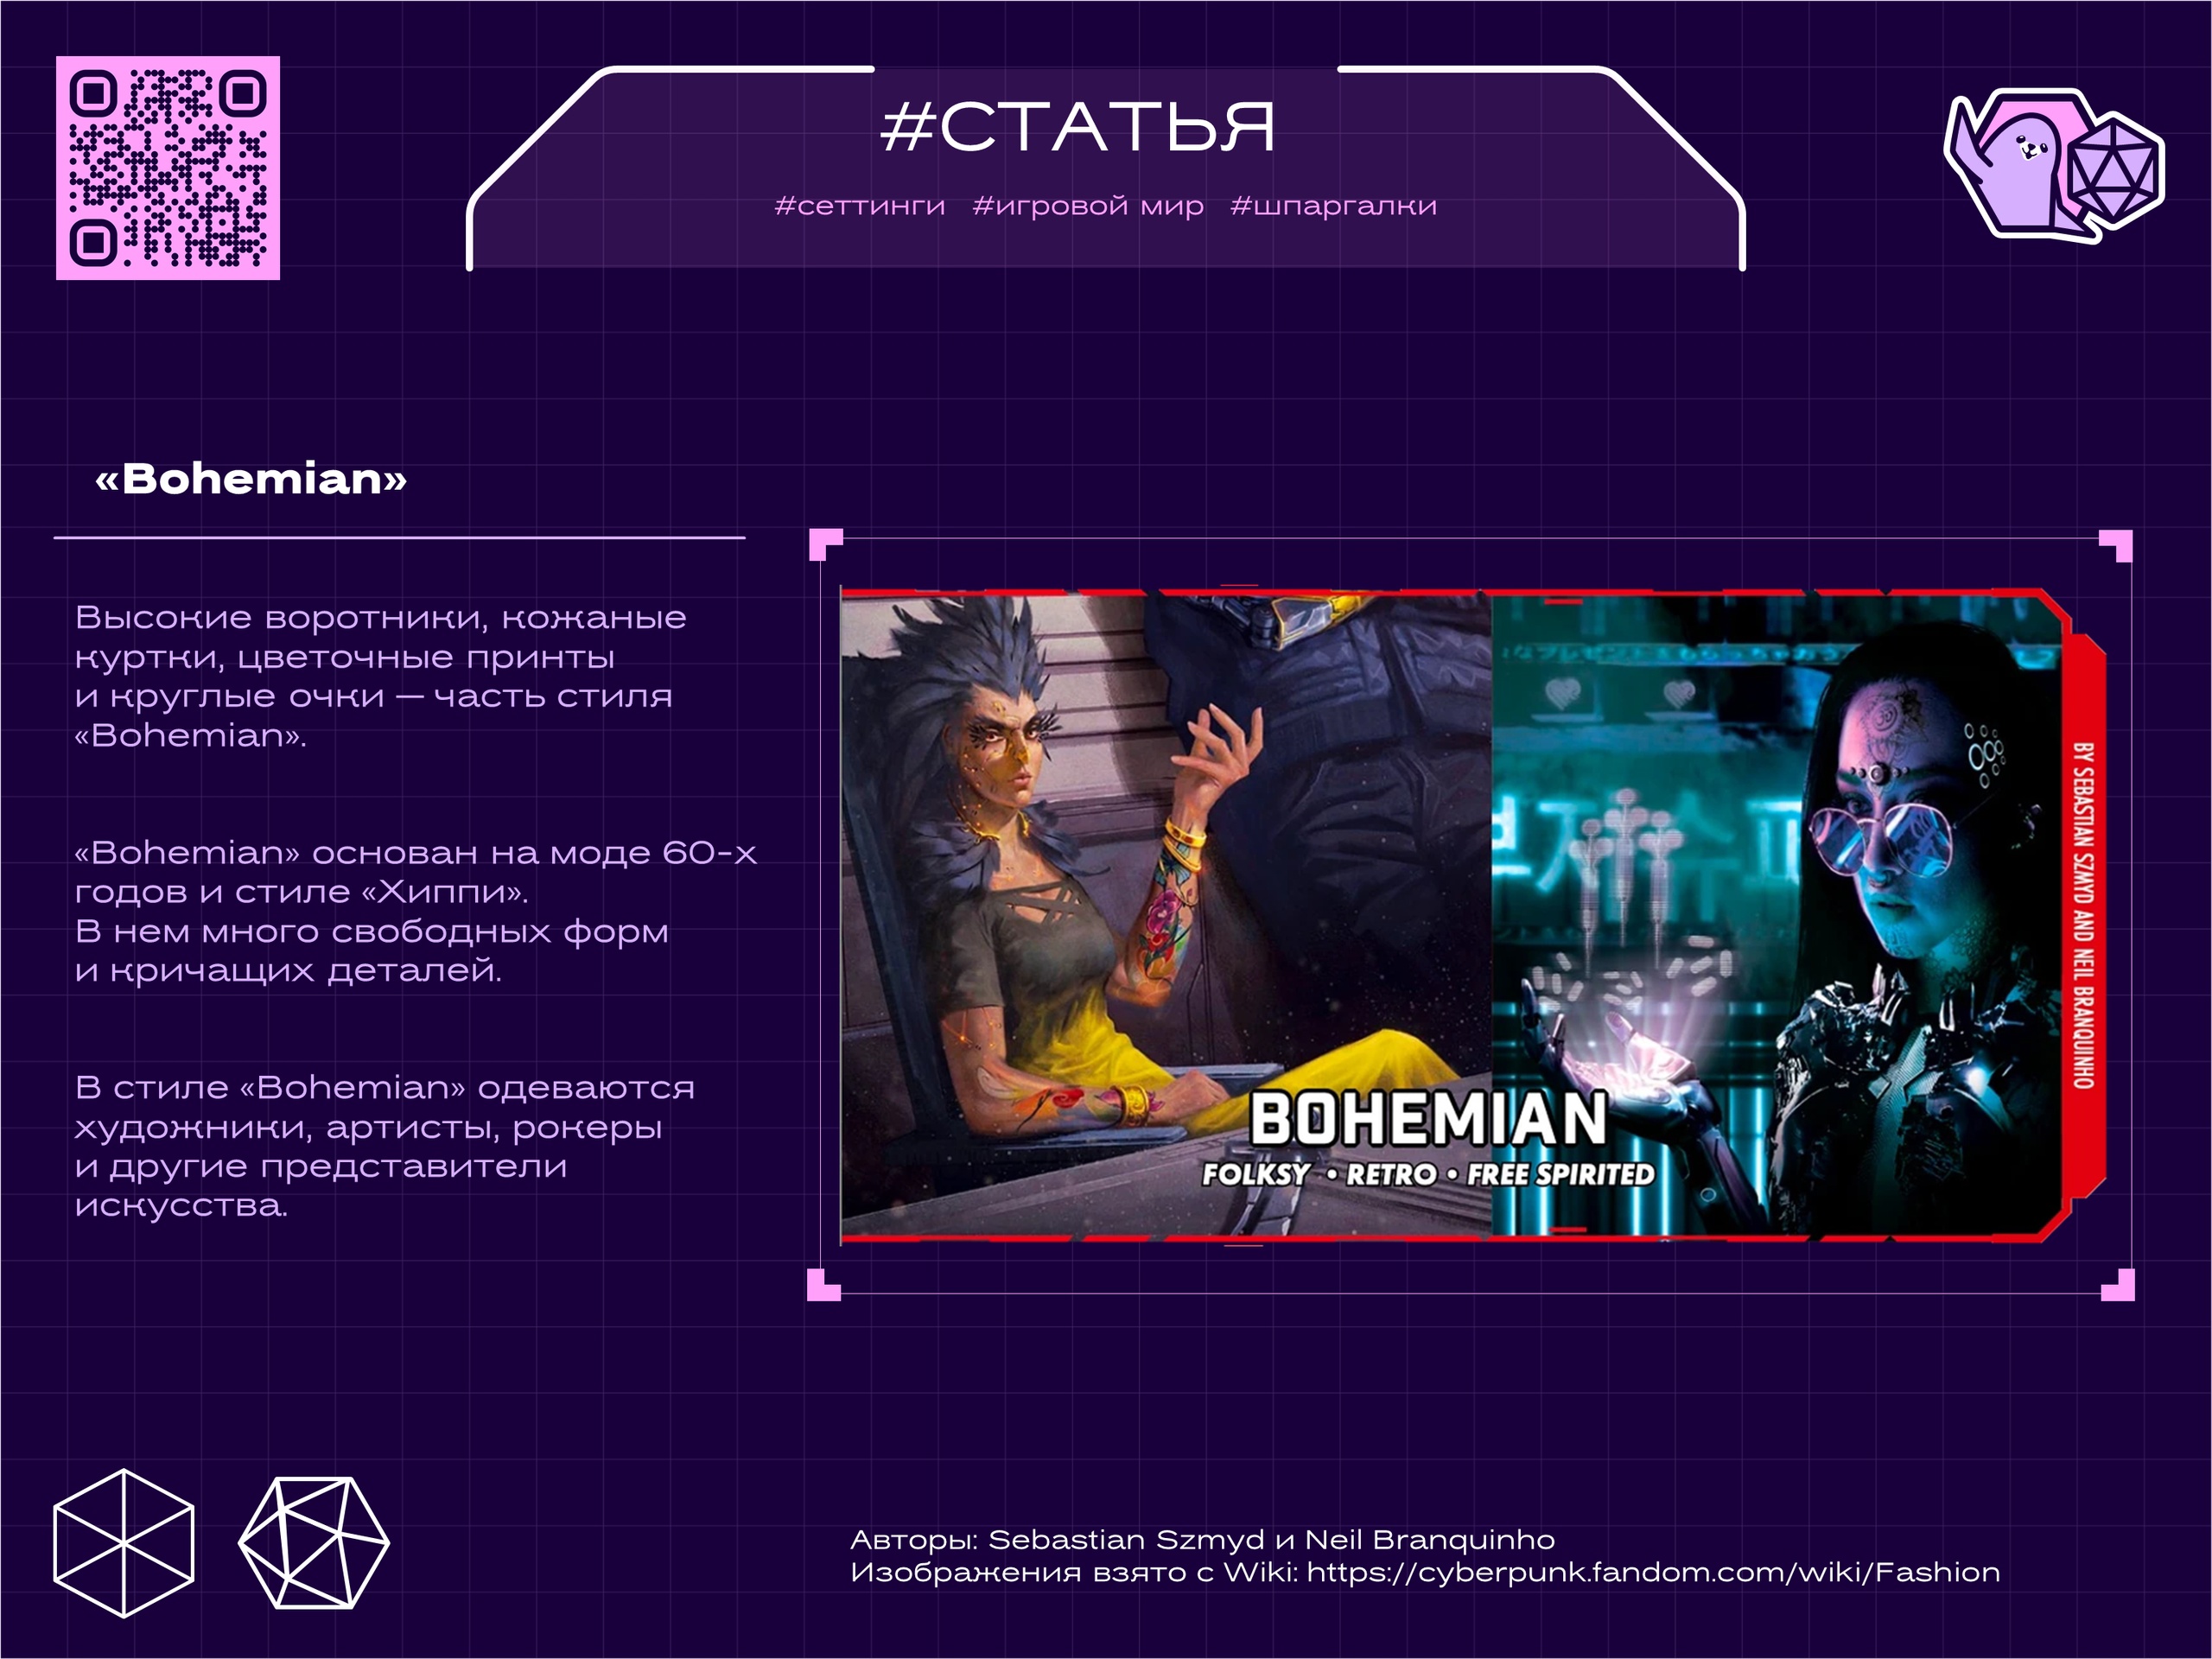 #СТАТЬЯ
#сеттинги #игровой мир #шпаргалки
«Bohemian»
Высокие воротники, кожаные
куртки, цветочные принты
и круглые очки — часть стиля
«Bohemian».
«Bohemian» основан на моде 60-х
годов и стиле «Хиппи».
В нем много свободных форм
и кричащих деталей.
В стиле «Bohemian» одеваются
художники, артисты, рокеры
и другие представители
искусства.
BOHEMIAN
FOLKSY • RETRO • FREE SPIRITED
BY SEBASTIAN SZMYD AND NEIL BRANQUINHO
Авторы: Sebastian Szmyd и Neil Branquinho
Изображения взято с Wiki: https://cyberpunk.fandom.com/wiki/Fashion